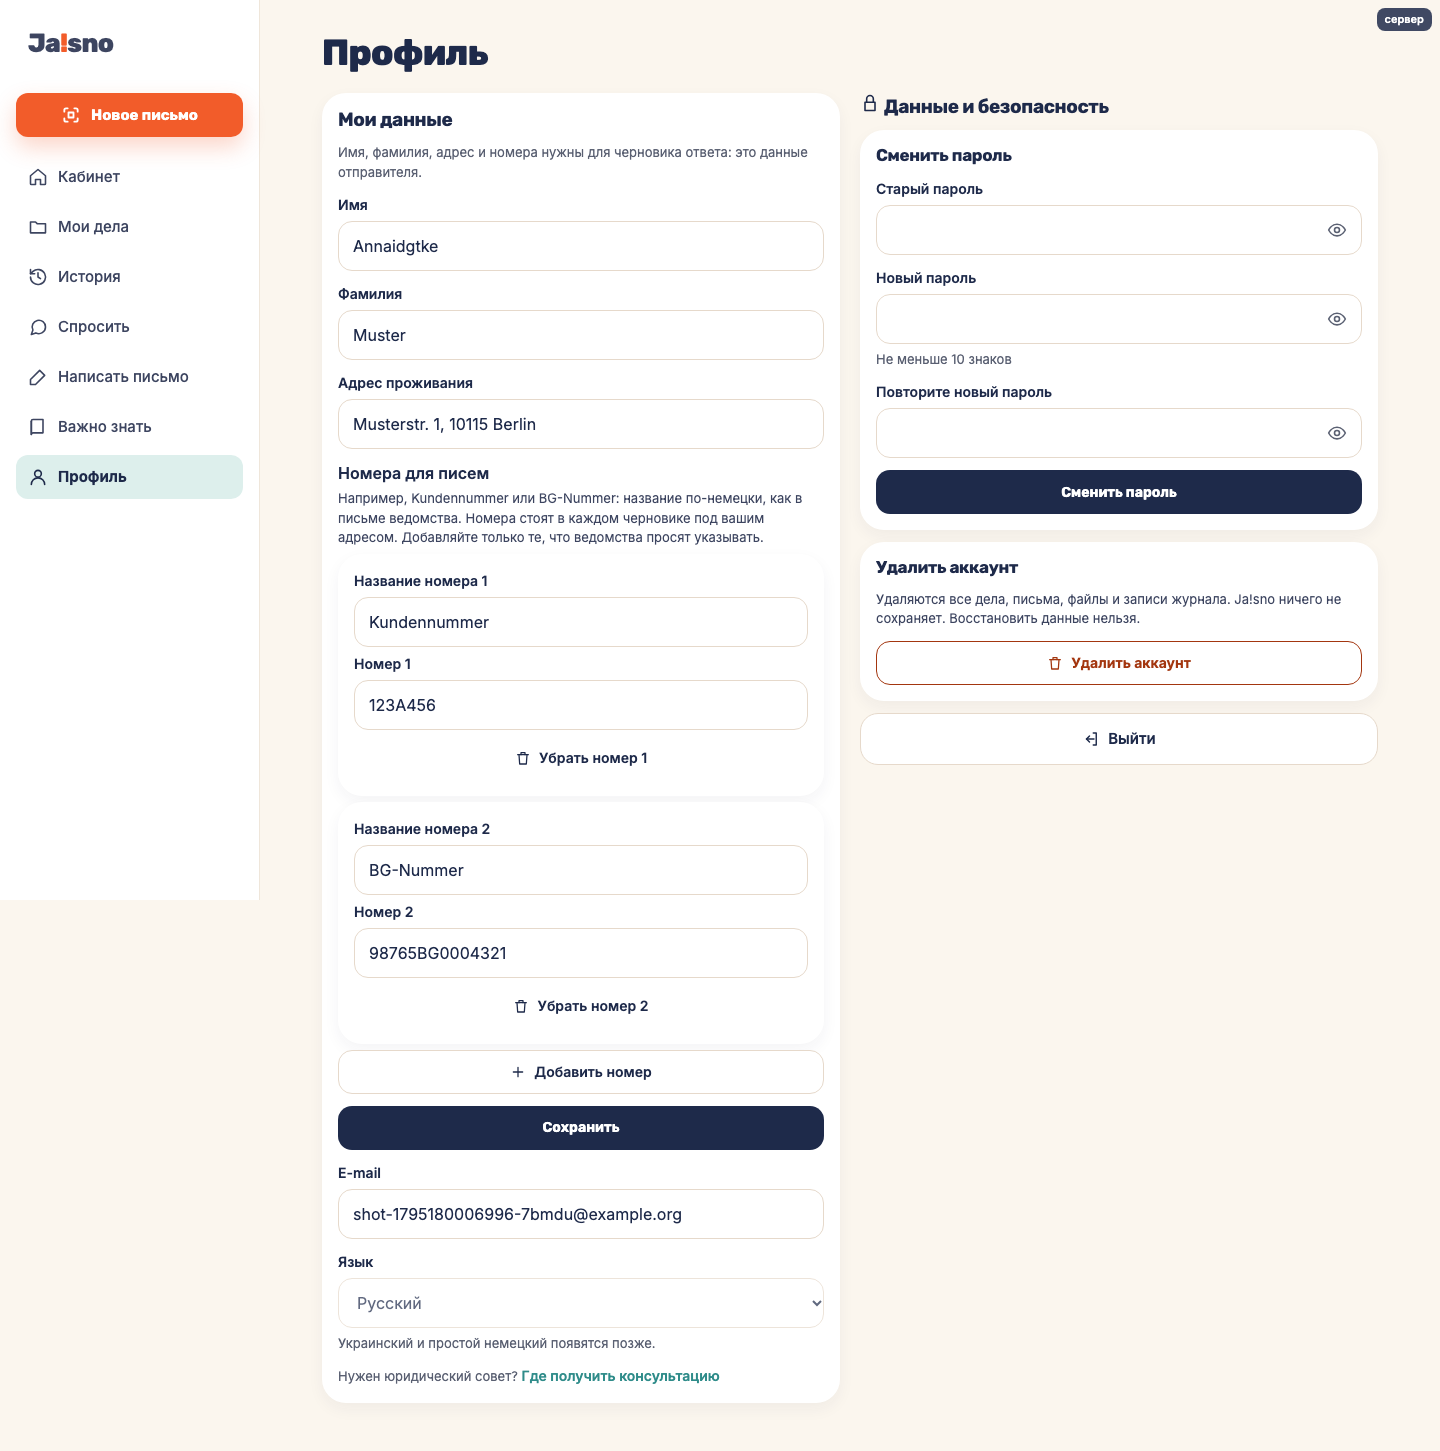 Ja!sno
Новое письмо
Кабинет
Мои дела
История
Спросить
Написать письмо
Важно знать
Профиль
сервер
Профиль
Мои данные
Имя, фамилия, адрес и номера нужны для черновика ответа: это данные
отправителя.
Имя
Annaidgtke
Фамилия
Muster
Адрес проживания
Musterstr. 1, 10115 Berlin
Номера для писем
Например, Kundennummer или BG-Nummer: название по-немецки, как в
письме ведомства. Номера стоят в каждом черновике под вашим
адресом. Добавляйте только те, что ведомства просят указывать.
Название номера 1
Kundennummer
Номер 1
123A456
Убрать номер 1
Название номера 2
BG-Nummer
Номер 2
98765BG0004321
Убрать номер 2
Добавить номер
Сохранить
E-mail
shot-1795180006996-7bmdu@example.org
Язык
Русский
Украинский и простой немецкий появятся позже.
Нужен юридический совет? Где получить консультацию
Данные и безопасность
Сменить пароль
Старый пароль
Новый пароль
Не меньше 10 знаков
Повторите новый пароль
Сменить пароль
Удалить аккаунт
Удаляются все дела, письма, файлы и записи журнала. Ja!sno ничего не
сохраняет. Восстановить данные нельзя.
Удалить аккаунт
Выйти